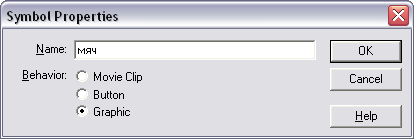 Symbol Properties
Name: мяч OK
Behavior: Movie Clip Cancel
Button
Graphic Help